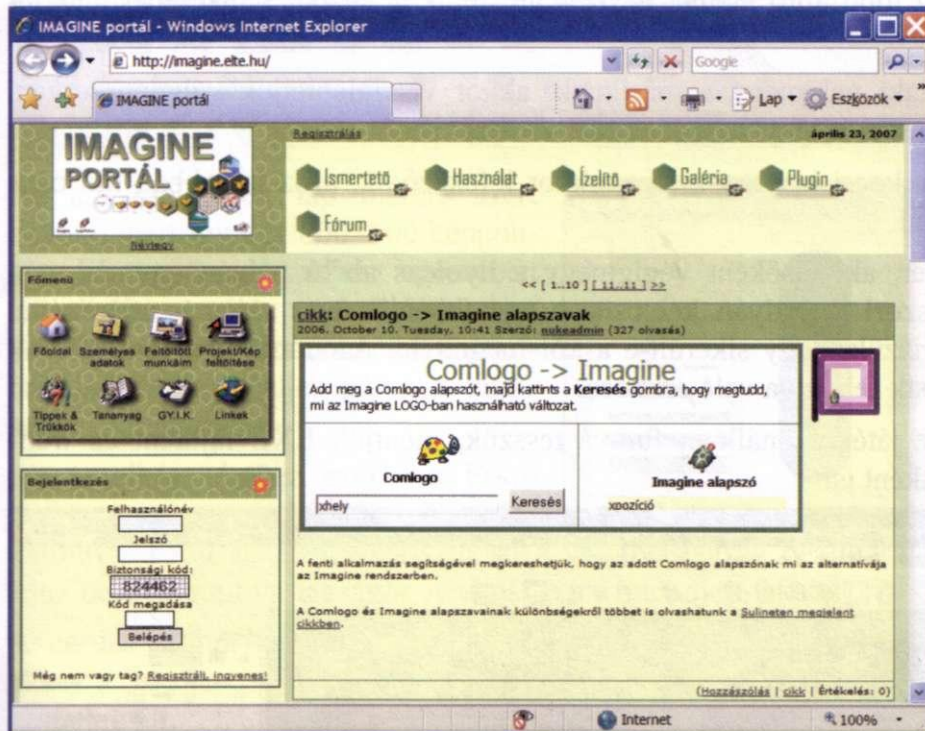 IMAGINE portál - Windows Internet Explorer
http://imagine.elte.hu/
Google
IMAGINE portál
Lap
Eszközök
IMAGINE
PORTÁL
Névjegy
Regisztrálás
április 23, 2007
Ismertető
Használat
Ízelítő
Galéria
Plugin
Fórum
Főmenü
Főoldal
Személyes adatok
Feltöltött munkáim
Projekt/Kép feltöltése
Tippek & Trükkök
Tananyag
GY.I.K.
Linkek
Bejelentkezés
Felhasználónév
Jelszó
Biztonsági kód:
824462
Kód megadása
Belépés
Még nem vagy tag? Regisztrálj, ingyenes!
<< [ 1..10 ] [ 11..11 ] >>
cikk: Comlogo -> Imagine alapszavak
2006. October 10. Tuesday, 10:41 Szerző: nukeadmin (327 olvasás)
Comlogo -> Imagine
Add meg a Comlogo alapszót, majd kattints a Keresés gombra, hogy megtudd,
mi az Imagine LOGO-ban használható változat.
Comlogo
xhely
Keresés
Imagine alapszó
xpozíció
A fenti alkalmazás segítségével megkereshetjük, hogy az adott Comlogo alapszónak mi az alternatívája
az Imagine rendszerben.
A Comlogo és Imagine alapszavainak különbségekről többet is olvashatunk a Sulineten megjelent
cikkben.
(Hozzászólás | cikk | Értékelés: 0)
Internet
100%